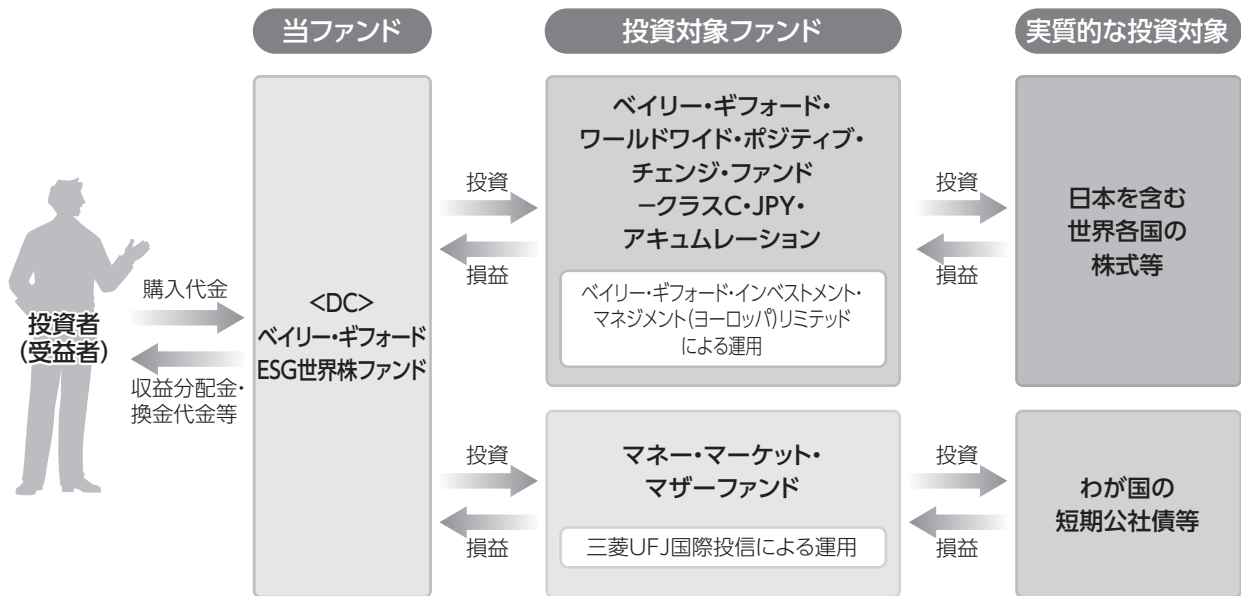 当ファンド
投資対象ファンド
実質的な投資対象
投資者
(受益者)
購入代金
収益分配金・
換金代金等
<DC>
ベイリー・ギフォード
ESG世界株ファンド
投資
損益
ベイリー・ギフォード・
ワールドワイド・ポジティブ・
チェンジ・ファンド
ークラスC・JPY・
アキュムレーション
ベイリー・ギフォード・インベストメント・
マネジメント(ヨーロッパ)リミテッド
による運用
投資
損益
日本を含む
世界各国の
株式等
投資
損益
マネー・マーケット・
マザーファンド
三菱UFJ国際投信による運用
投資
損益
わが国の
短期公社債等